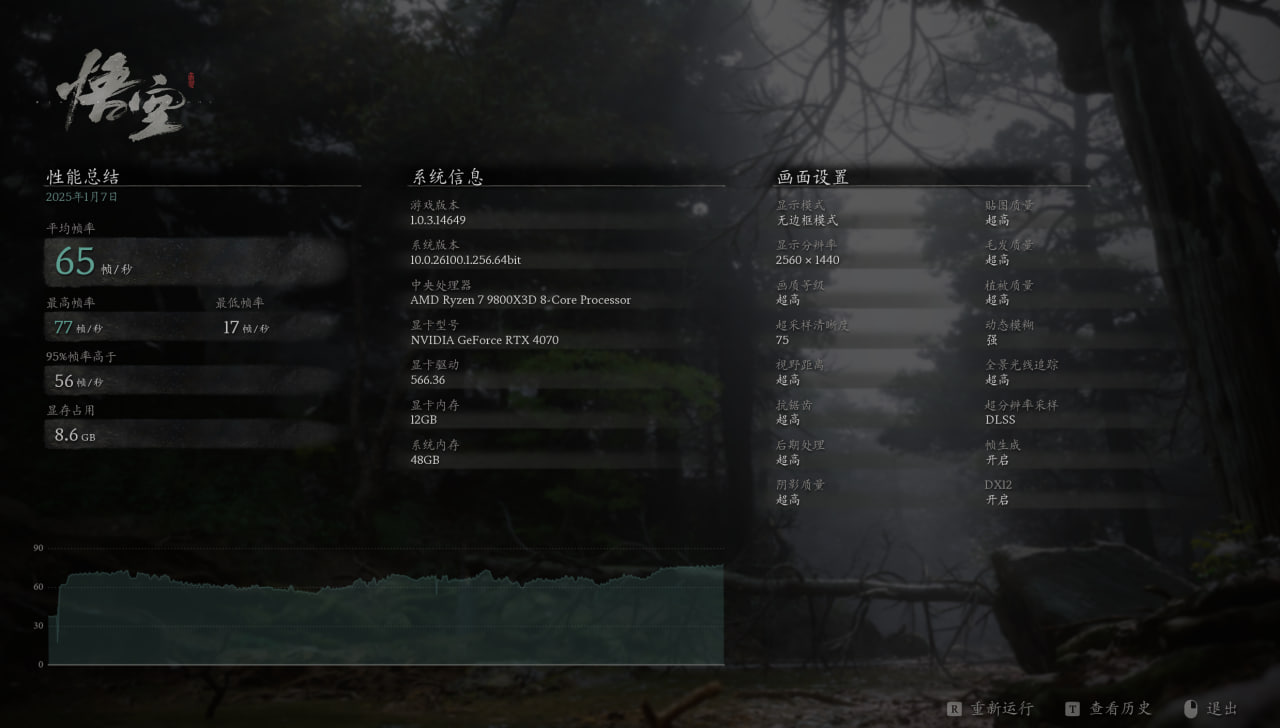 悟空
性能总结
2025年1月7日
平均帧率
65 帧/秒
最高帧率
77 帧/秒
最低帧率
17 帧/秒
95%帧率高于
56 帧/秒
显存占用
8.6 GB
系统信息
游戏版本
1.0.3.14649
系统版本
10.0.26100.1.256.64bit
中央处理器
AMD Ryzen 7 9800X3D 8-Core Processor
显卡型号
NVIDIA GeForce RTX 4070
显卡驱动
566.36
显卡内存
12GB
系统内存
48GB
画面设置
显示模式
无边框模式
显示分辨率
2560 × 1440
画质等级
超高
超采样清晰度
75
视野距离
超高
抗锯齿
超高
后期处理
超高
阴影质量
超高
贴图质量
超高
毛发质量
超高
植被质量
超高
动态模糊
强
全景光线追踪
超高
超分辨率采样
DLSS
帧生成
开启
DX12
开启
90
60
30
0
R 重新运行
T 查看历史
退出